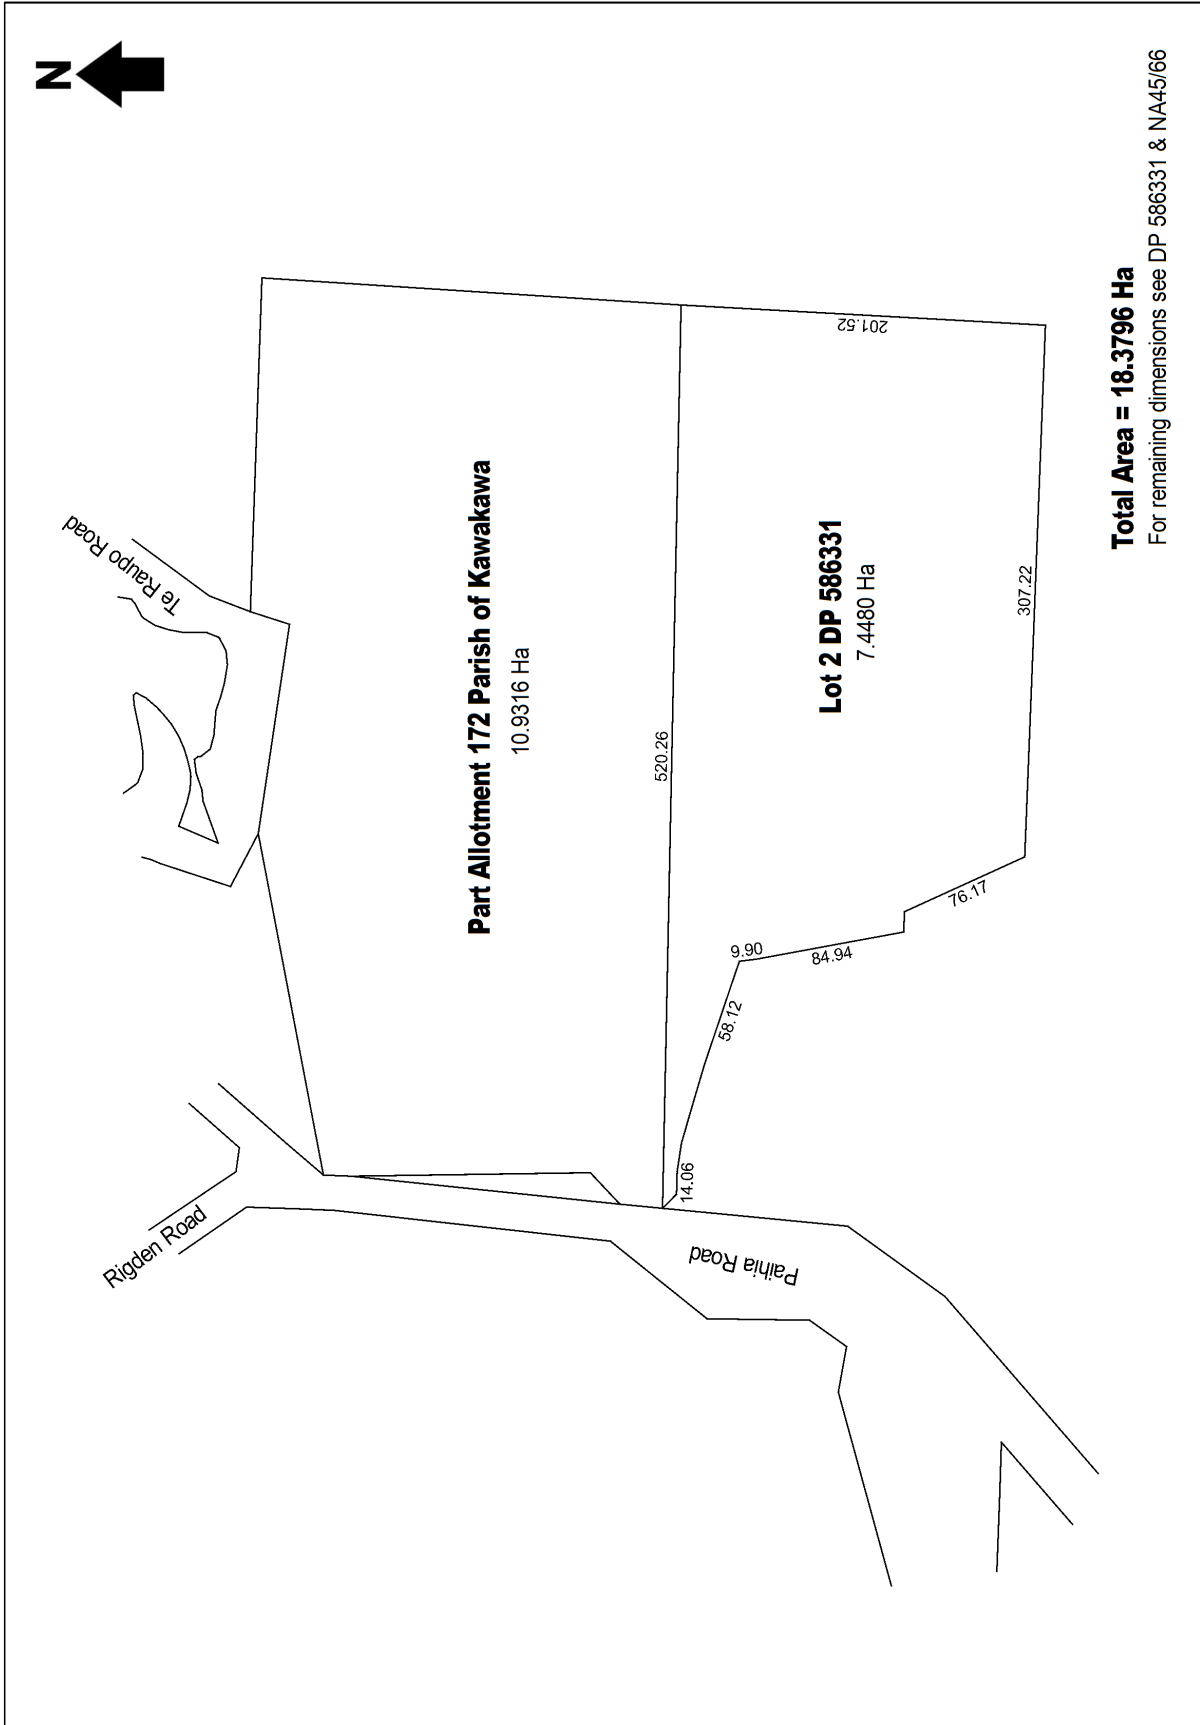 N
Te Raupo Road
Part Allotment 172 Parish of Kawakawa
10.9316 Ha
520.26
201.52
Lot 2 DP 586331
7.4480 Ha
307.22
76.17
84.94
9.90
58.12
14.06
Rigden Road
Paihia Road
Total Area = 18.3796 Ha
For remaining dimensions see DP 586331 & NA45/66